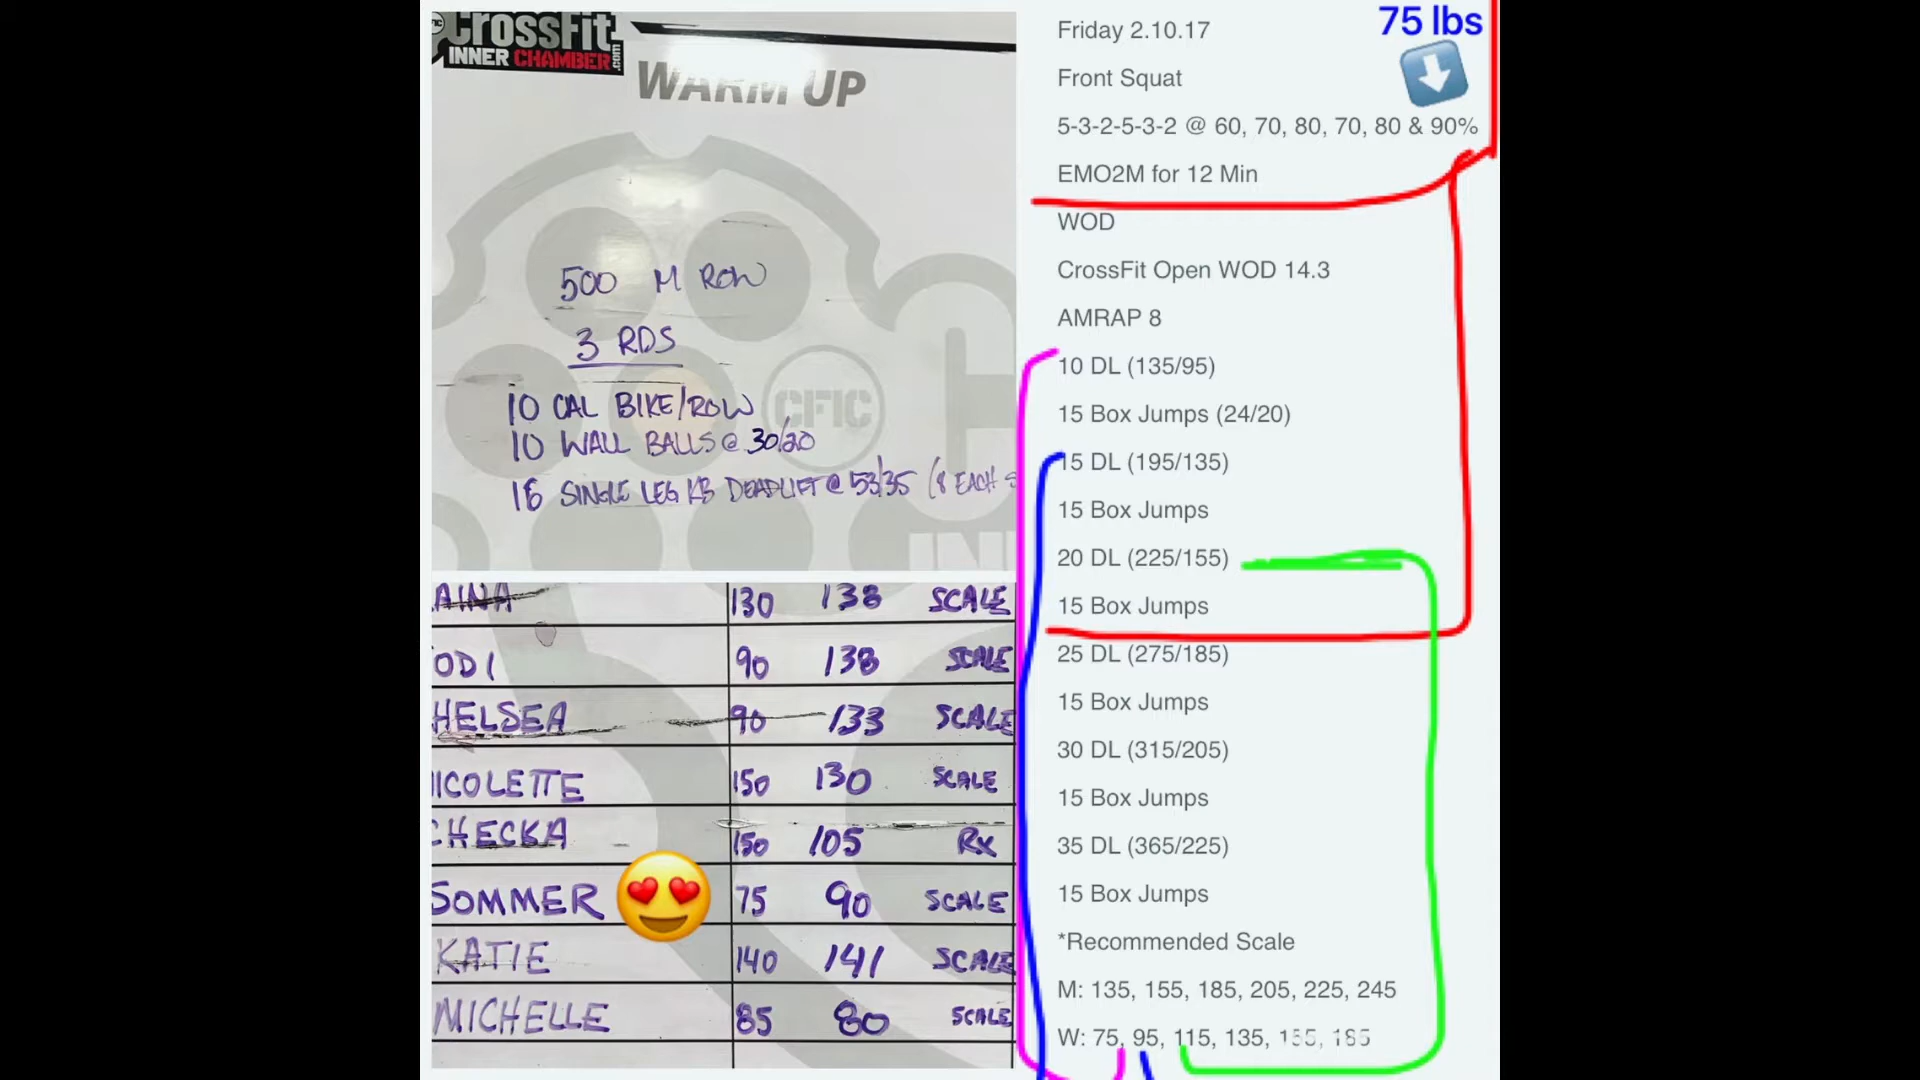 CrossFit
INNER CHAMBER.com
WARM UP
500 M ROW
3 RDS
10 CAL BIKE/ROW
10 WALL BALLS @ 30/20
16 SINGLE LEG KB DEADLIFT @ 53/35 (8 EACH S
CFIC
AINA 130 138 SCALE
ODI 90 138 SCALE
HELSEA 90 133 SCALE
ICOLETTE 150 130 SCALE
CHECKA 150 105 Rx
SOMMER 75 90 SCALE
KATIE 140 141 SCALE
MICHELLE 85 80 SCALE
75 lbs
Friday 2.10.17
Front Squat
5-3-2-5-3-2 @ 60, 70, 80, 70, 80 & 90%
EMO2M for 12 Min
WOD
CrossFit Open WOD 14.3
AMRAP 8
10 DL (135/95)
15 Box Jumps (24/20)
15 DL (195/135)
15 Box Jumps
20 DL (225/155)
15 Box Jumps
25 DL (275/185)
15 Box Jumps
30 DL (315/205)
15 Box Jumps
35 DL (365/225)
15 Box Jumps
*Recommended Scale
M: 135, 155, 185, 205, 225, 245
W: 75, 95, 115, 135, 155, 185